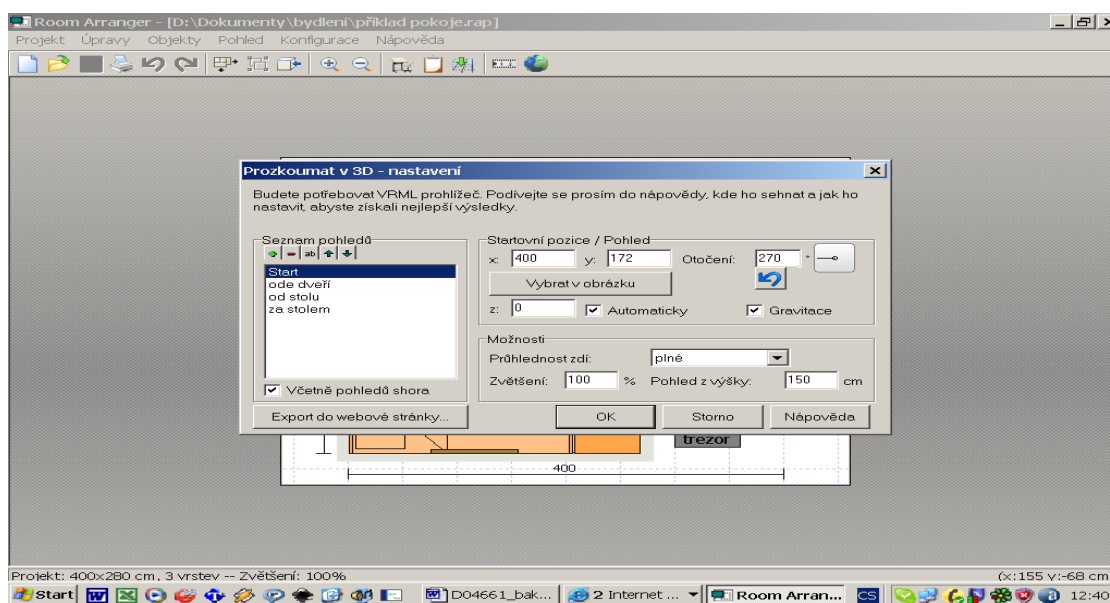 Room Arranger - [D:\Dokumenty\bydlení\příklad pokoje.rap]
Projekt Úpravy Objekty Pohled Konfigurace Nápověda
Prozkoumat v 3D - nastavení
Budete potřebovat VRML prohlížeč. Podívejte se prosím do nápovědy, kde ho sehnat a jak ho
nastavit, abyste získali nejlepší výsledky.
Seznam pohledů
ab
Start
ode dveří
od stolu
za stolem
Včetně pohledů shora
Export do webové stránky...
Startovní pozice / Pohled
x: 400 y: 172 Otočení: 270 °
Vybrat v obrázku
z: 0 Automaticky Gravitace
Možnosti
Průhlednost zdí: plné
Zvětšení: 100 % Pohled z výšky: 150 cm
OK Storno Nápověda
trezor
400
Projekt: 400x280 cm, 3 vrstev -- Zvětšení: 100% (x:155 y:-68 cm
Start D04661_bak... 2 Internet ... Room Arran... CS 12:40